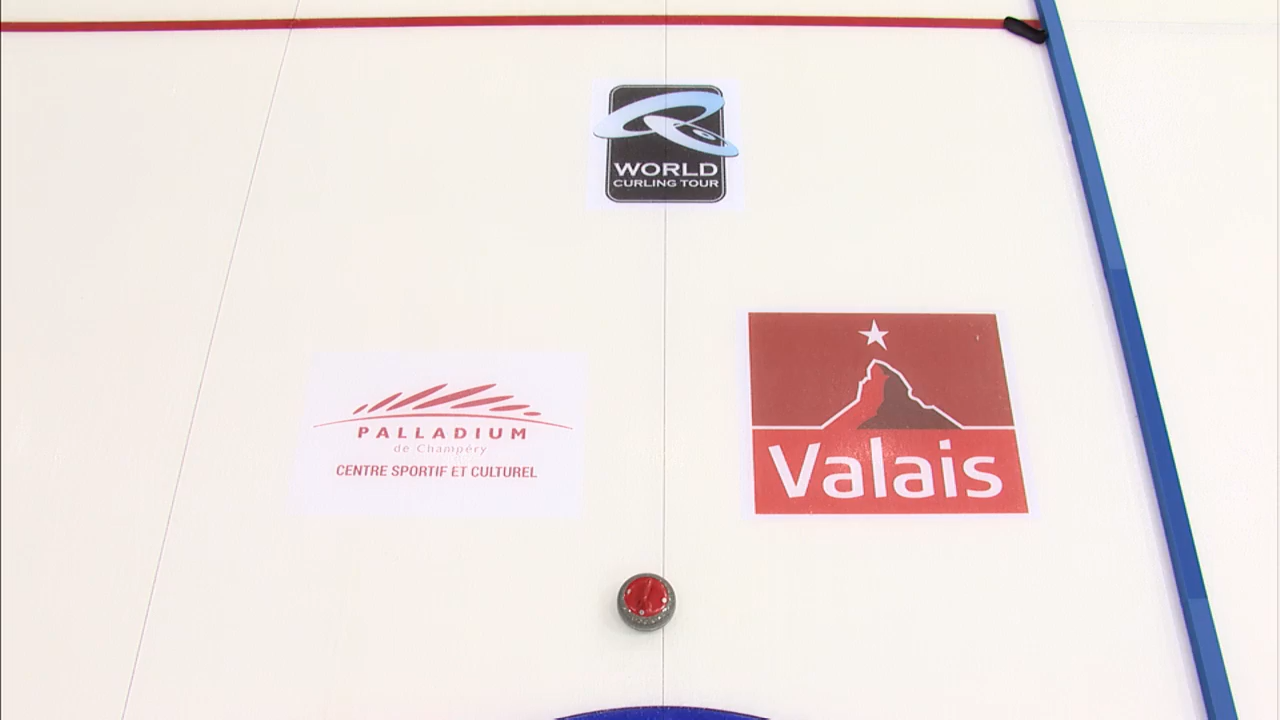 WORLD
CURLING TOUR
PALLADIUM
de Champéry
CENTRE SPORTIF ET CULTUREL
Valais